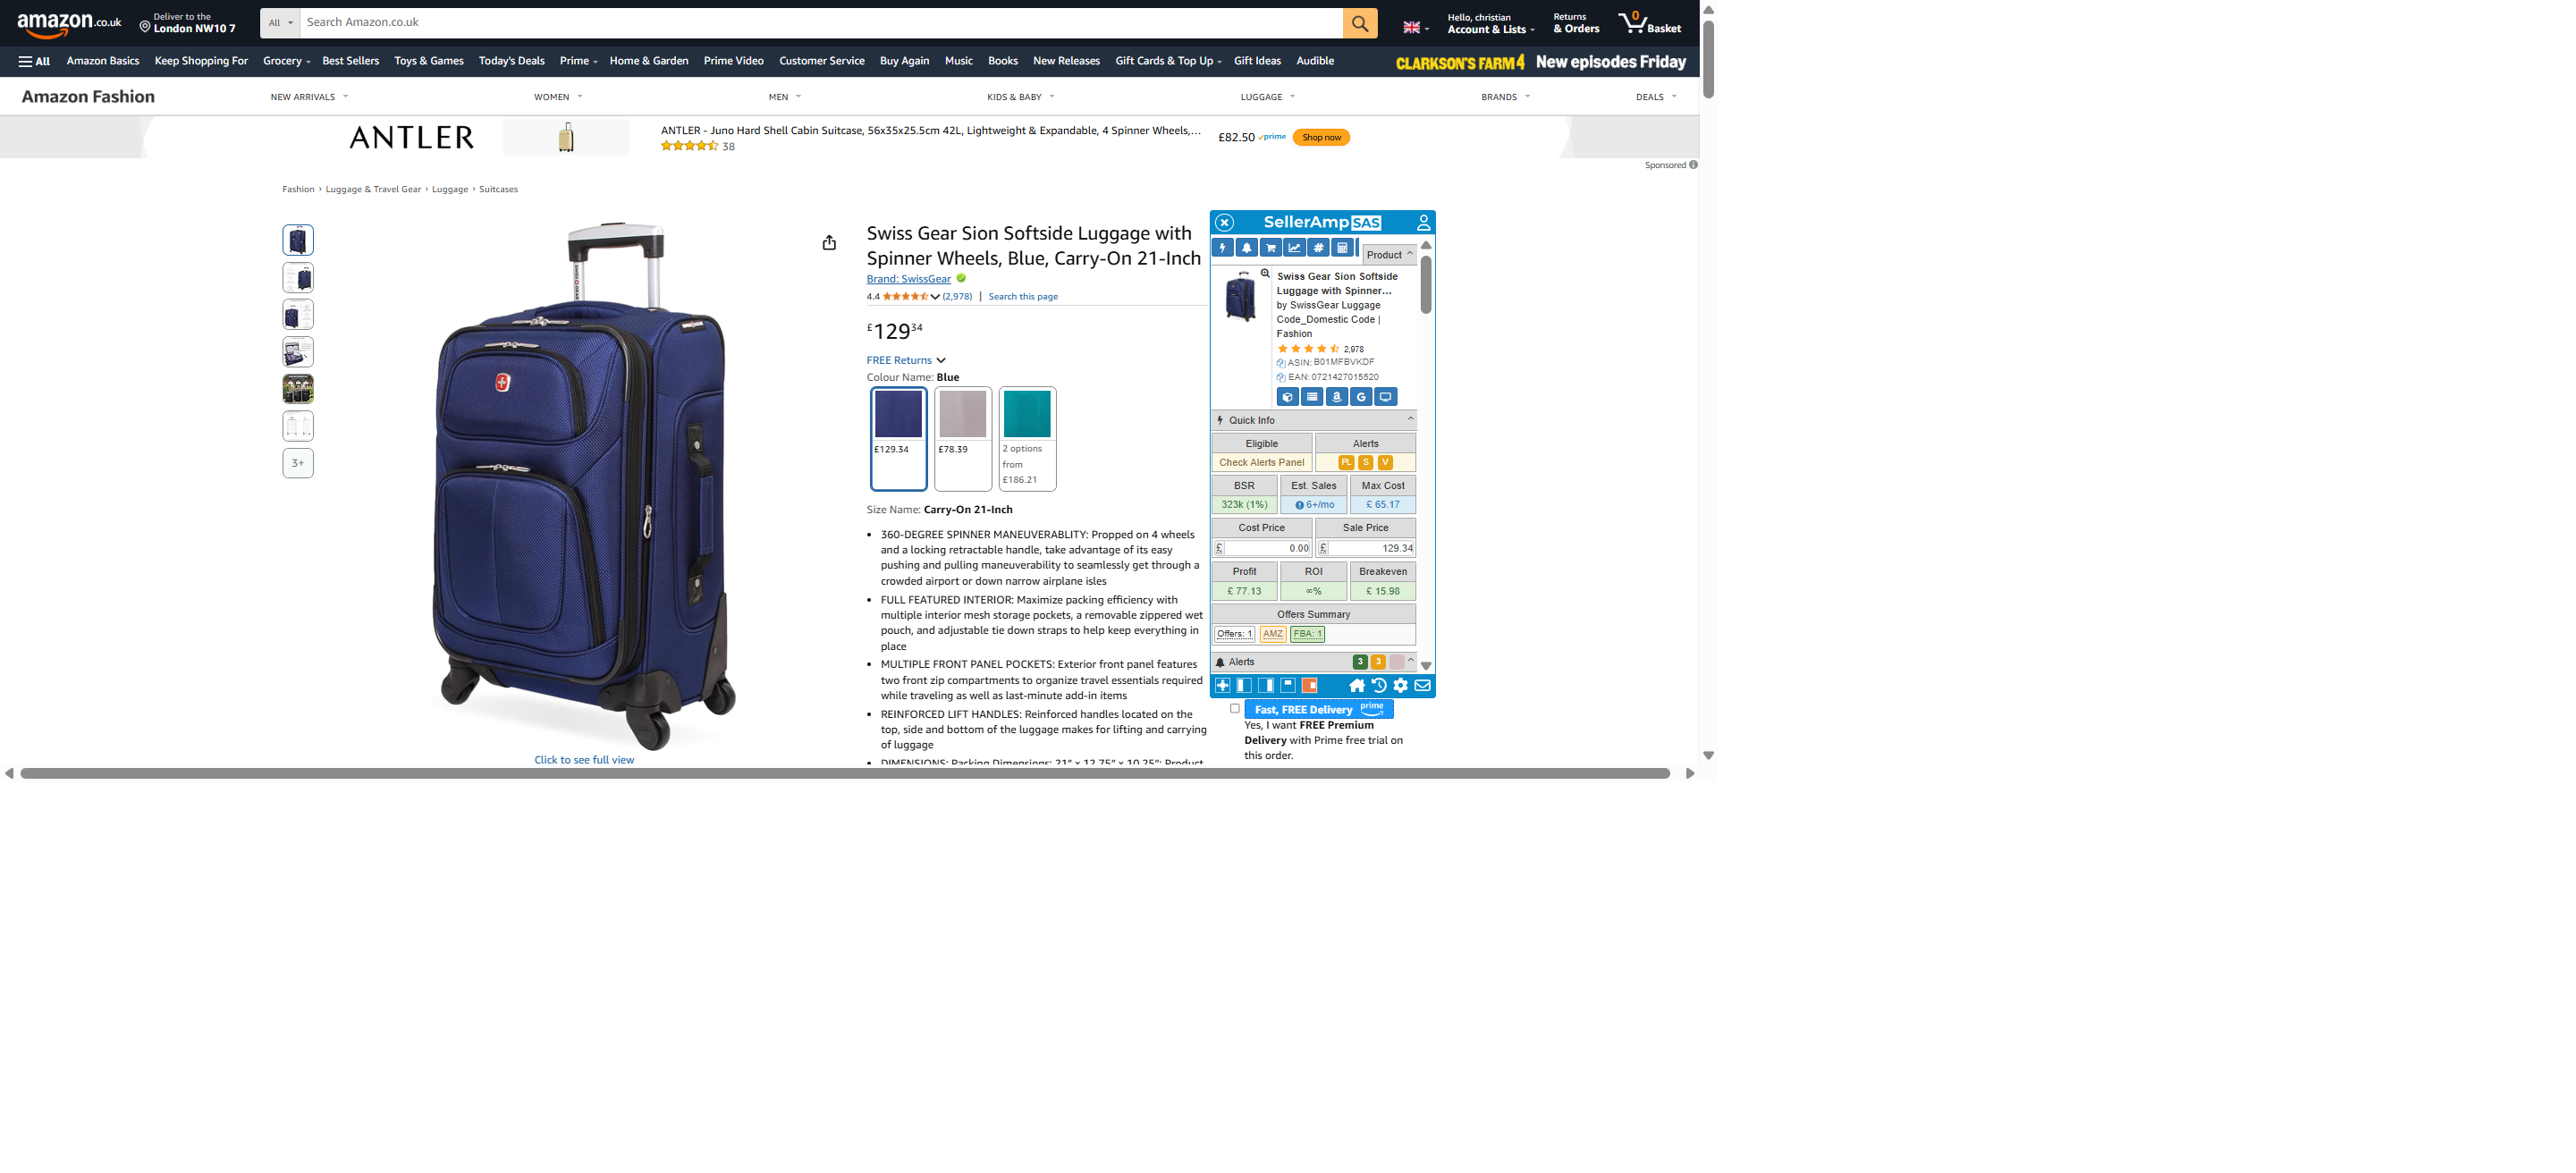 amazon.co.uk
Deliver to the
London NW10 7
All
Search Amazon.co.uk
Hello, christian
Account & Lists
Returns
& Orders
0
Basket
All
Amazon Basics
Keep Shopping For
Grocery
Best Sellers
Toys & Games
Today's Deals
Prime
Home & Garden
Prime Video
Customer Service
Buy Again
Music
Books
New Releases
Gift Cards & Top Up
Gift Ideas
Audible
CLARKSON'S FARM 4 New episodes Friday
Amazon Fashion
NEW ARRIVALS
WOMEN
MEN
KIDS & BABY
LUGGAGE
BRANDS
DEALS
ANTLER
ANTLER - Juno Hard Shell Cabin Suitcase, 56x35x25.5cm 42L, Lightweight & Expandable, 4 Spinner Wheels,...
38
£82.50 prime
Shop now
Sponsored
Fashion › Luggage & Travel Gear › Luggage › Suitcases
3+
Click to see full view
Swiss Gear Sion Softside Luggage with
Spinner Wheels, Blue, Carry-On 21-Inch
Brand: SwissGear
4.4 (2,978) | Search this page
£129.34
FREE Returns
Colour Name: Blue
£129.34
£78.39
2 options
from
£186.21
Size Name: Carry-On 21-Inch
• 360-DEGREE SPINNER MANEUVERABLITY: Propped on 4 wheels
and a locking retractable handle, take advantage of its easy
pushing and pulling maneuverability to seamlessly get through a
crowded airport or down narrow airplane isles
• FULL FEATURED INTERIOR: Maximize packing efficiency with
multiple interior mesh storage pockets, a removable zippered wet
pouch, and adjustable tie down straps to help keep everything in
place
• MULTIPLE FRONT PANEL POCKETS: Exterior front panel features
two front zip compartments to organize travel essentials required
while traveling as well as last-minute add-in items
• REINFORCED LIFT HANDLES: Reinforced handles located on the
top, side and bottom of the luggage makes for lifting and carrying
of luggage
• DIMENSIONS: Packing Dimensions: 21" x 12.75" x 10.25"; Product
SellerAmp SAS
Product
Swiss Gear Sion Softside
Luggage with Spinner...
by SwissGear Luggage
Code_Domestic Code |
Fashion
2,978
ASIN: B01MFBVKDF
EAN: 0721427015520
Quick Info
Eligible
Alerts
Check Alerts Panel
PL
S
V
BSR
Est. Sales
Max Cost
323k (1%)
6+/mo
£ 65.17
Cost Price
Sale Price
£ 0.00
£ 129.34
Profit
ROI
Breakeven
£ 77.13
∞%
£ 15.98
Offers Summary
Offers: 1
AMZ
FBA: 1
Alerts
3
3
Fast, FREE Delivery prime
Yes, I want FREE Premium
Delivery with Prime free trial on
this order.